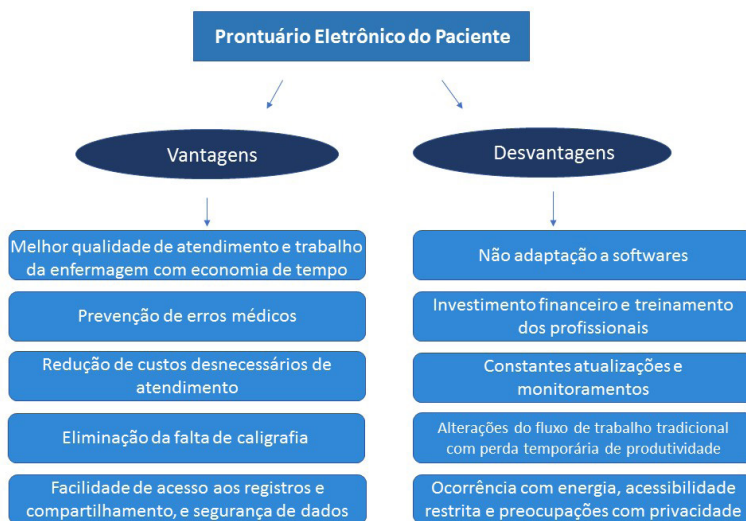 Prontuário Eletrônico do Paciente
Vantagens
Melhor qualidade de atendimento e trabalho
da enfermagem com economia de tempo
Prevenção de erros médicos
Redução de custos desnecessários de
atendimento
Eliminação da falta de caligrafia
Facilidade de acesso aos registros e
compartilhamento, e segurança de dados
Desvantagens
Não adaptação a softwares
Investimento financeiro e treinamento
dos profissionais
Constantes atualizações e
monitoramentos
Alterações do fluxo de trabalho tradicional
com perda temporária de produtividade
Ocorrência com energia, acessibilidade
restrita e preocupações com privacidade